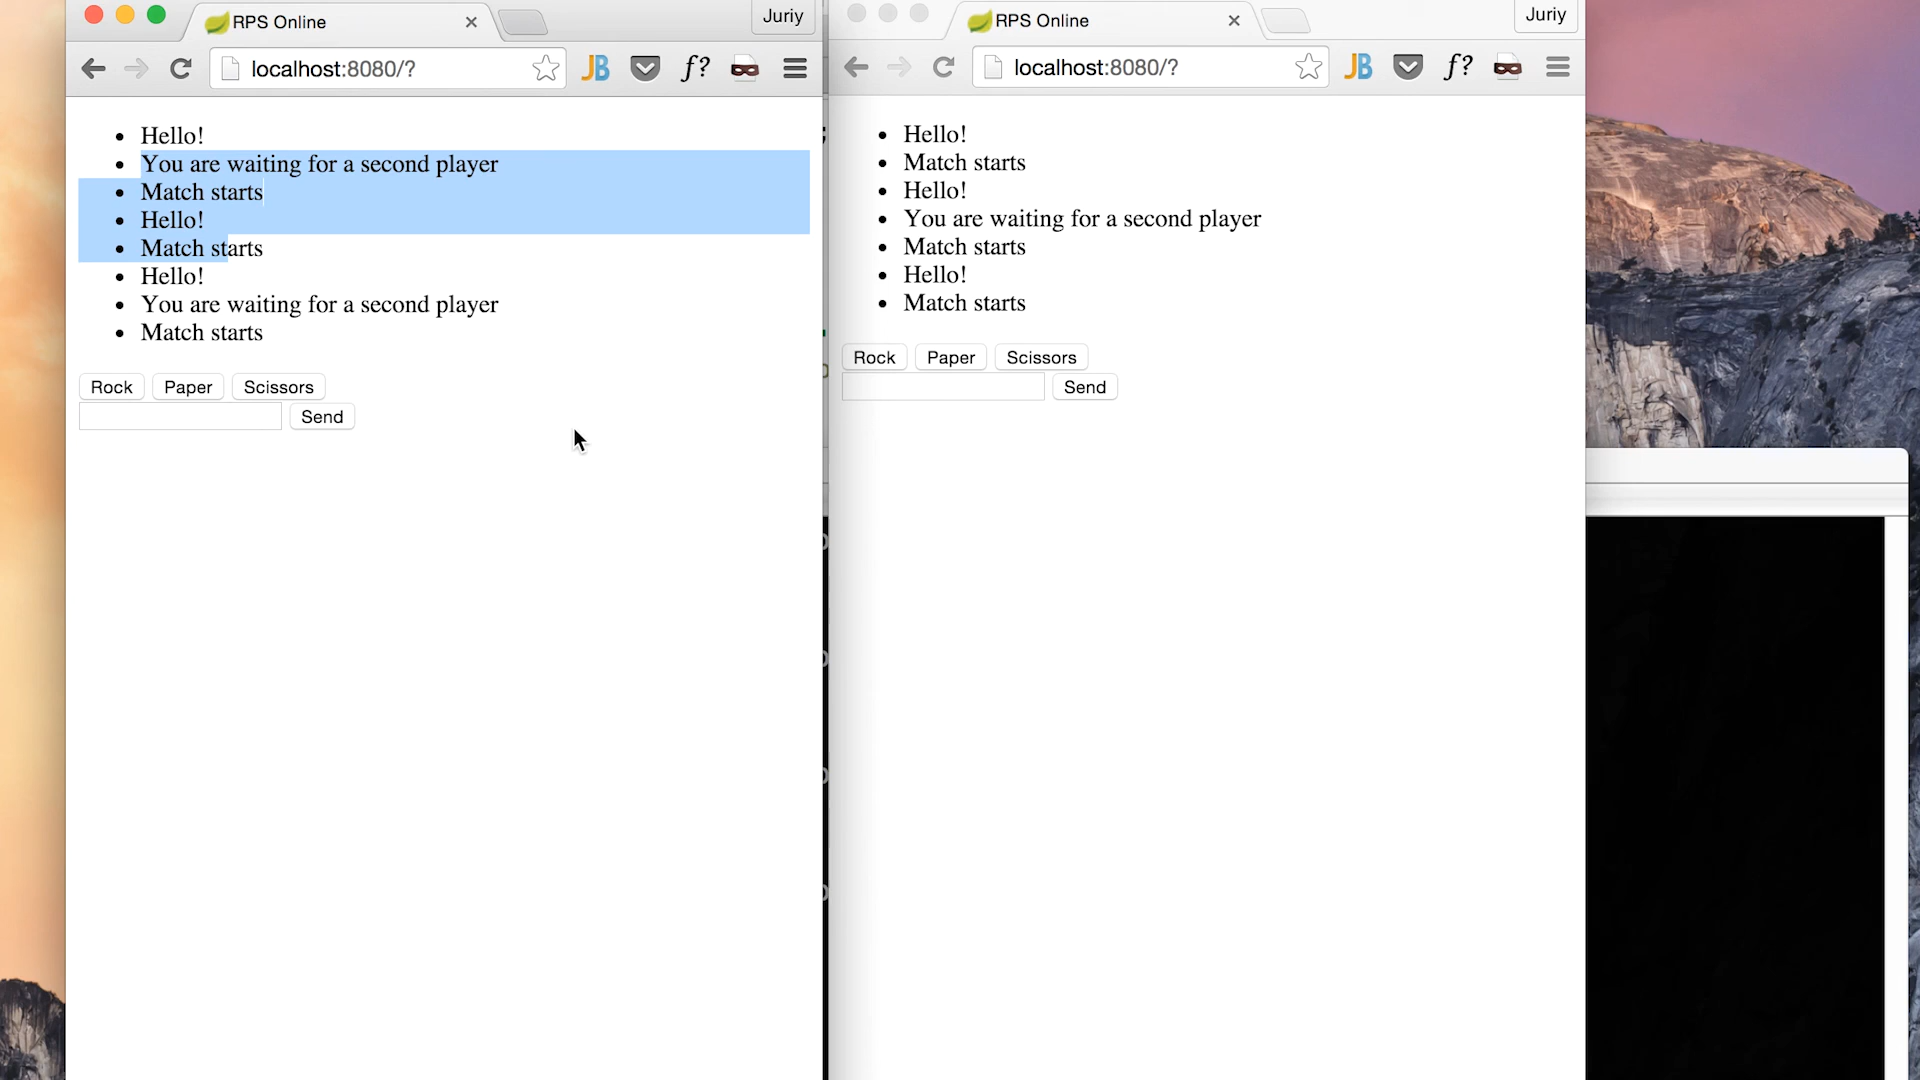 RPS Online
Juriy
localhost:8080/?
JB
f?
Hello!
You are waiting for a second player
Match starts
Hello!
Match starts
Hello!
You are waiting for a second player
Match starts
Rock Paper Scissors
Send
RPS Online
Juriy
localhost:8080/?
JB
f?
Hello!
Match starts
Hello!
You are waiting for a second player
Match starts
Hello!
Match starts
Rock Paper Scissors
Send